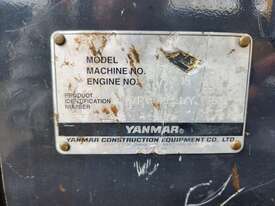 MODEL
MACHINE NO.
ENGINE NO.
PRODUCT
IDENTIFICATION
NUMBER
YANMAR®
YANMAR CONSTRUCTION EQUIPMENT CO., LTD.